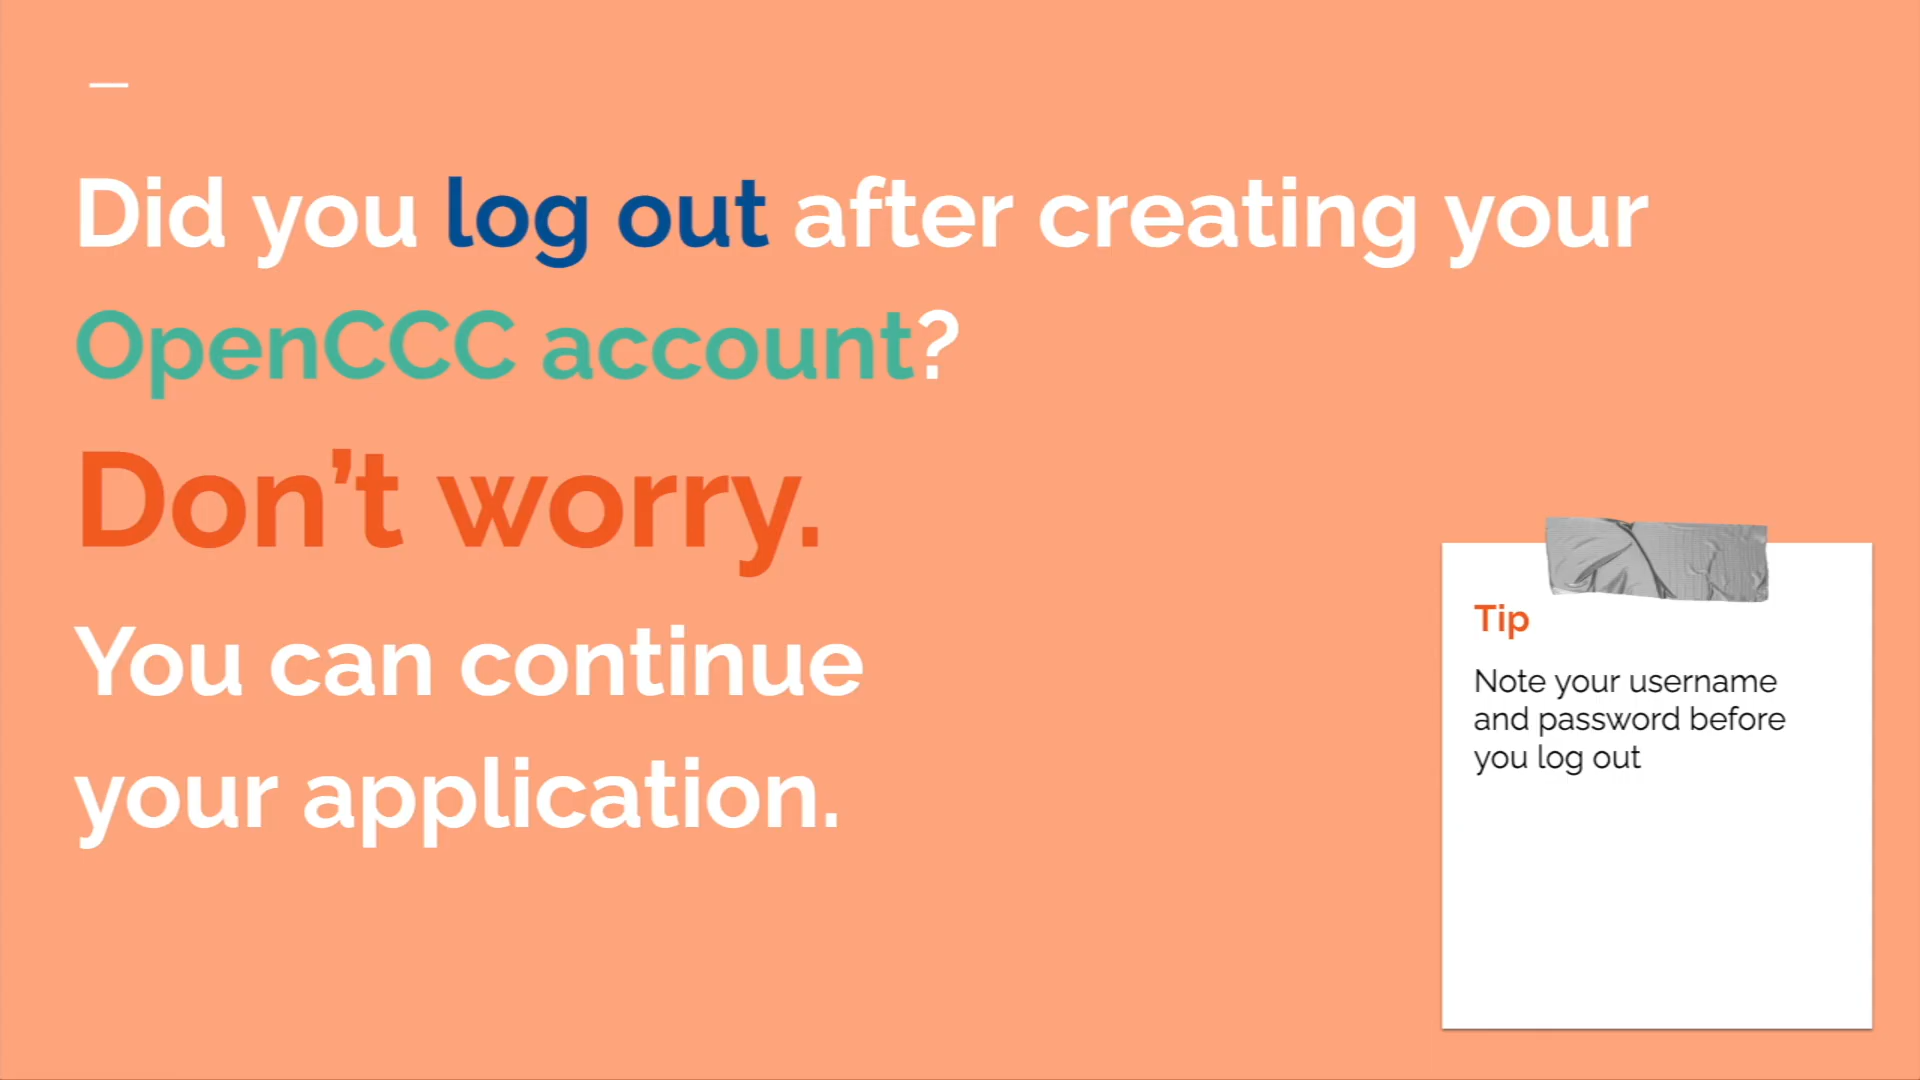 Did you log out after creating your
OpenCCC account?
Don’t worry.
You can continue
your application.
Tip
Note your username
and password before
you log out